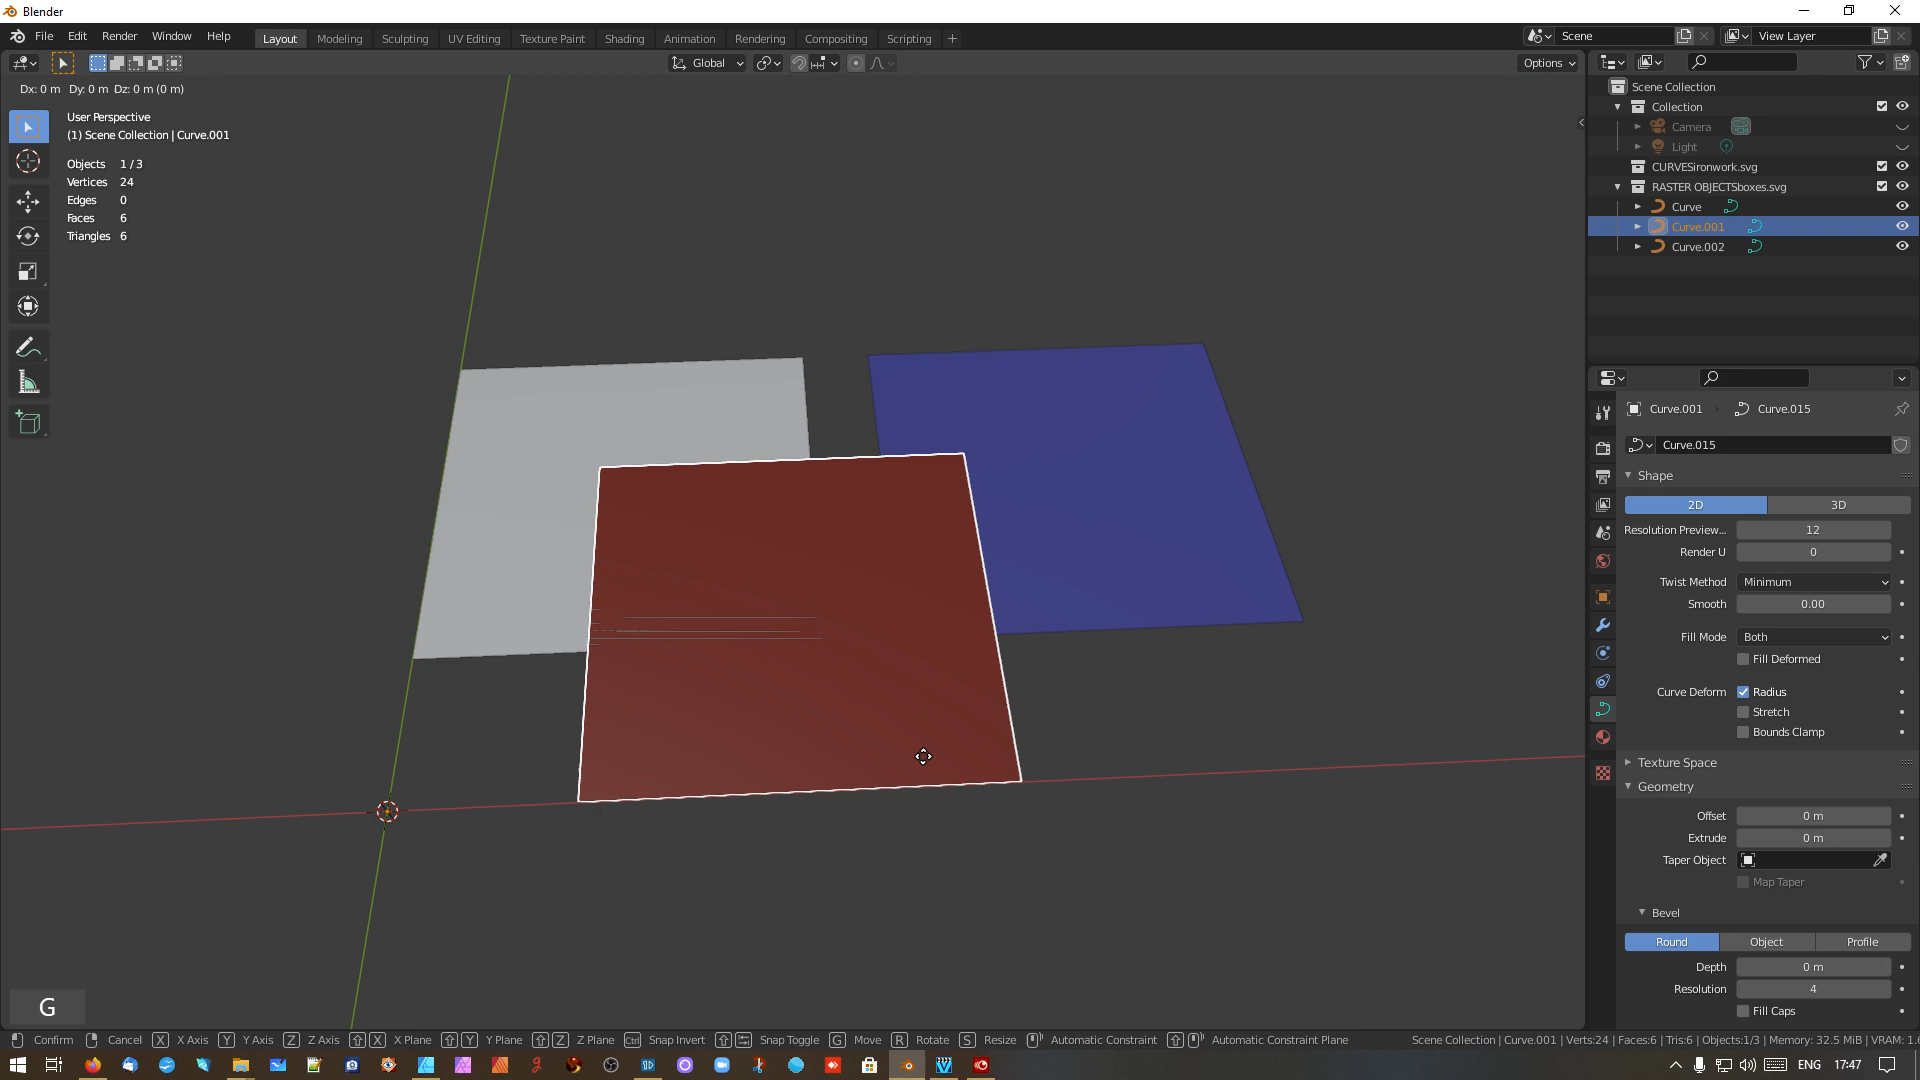 Blender
File Edit Render Window Help
Layout Modeling Sculpting UV Editing Texture Paint Shading Animation Rendering Compositing Scripting
Scene
View Layer
Global
Options
Dx: 0 m Dy: 0 m Dz: 0 m (0 m)
User Perspective
(1) Scene Collection | Curve.001
Objects 1 / 3
Vertices 24
Edges 0
Faces 6
Triangles 6
Scene Collection
Collection
Camera
Light
CURVESironwork.svg
RASTER OBJECTSboxes.svg
Curve
Curve.001
Curve.002
Curve.001 Curve.015
Curve.015
Shape
2D 3D
Resolution Preview... 12
Render U 0
Twist Method Minimum
Smooth 0.00
Fill Mode Both
Fill Deformed
Curve Deform Radius
Stretch
Bounds Clamp
Texture Space
Geometry
Offset 0 m
Extrude 0 m
Taper Object
Map Taper
Bevel
Round Object Profile
Depth 0 m
Resolution 4
Fill Caps
G
Confirm Cancel X X Axis Y Y Axis Z Z Axis X X Plane Y Y Plane Z Z Plane Ctrl Snap Invert Snap Toggle G Move R Rotate S Resize Automatic Constraint Automatic Constraint Plane
Scene Collection | Curve.001 | Verts:24 | Faces:6 | Tris:6 | Objects:1/3 | Memory: 32.5 MiB | VRAM: 1.6
ENG 17:47